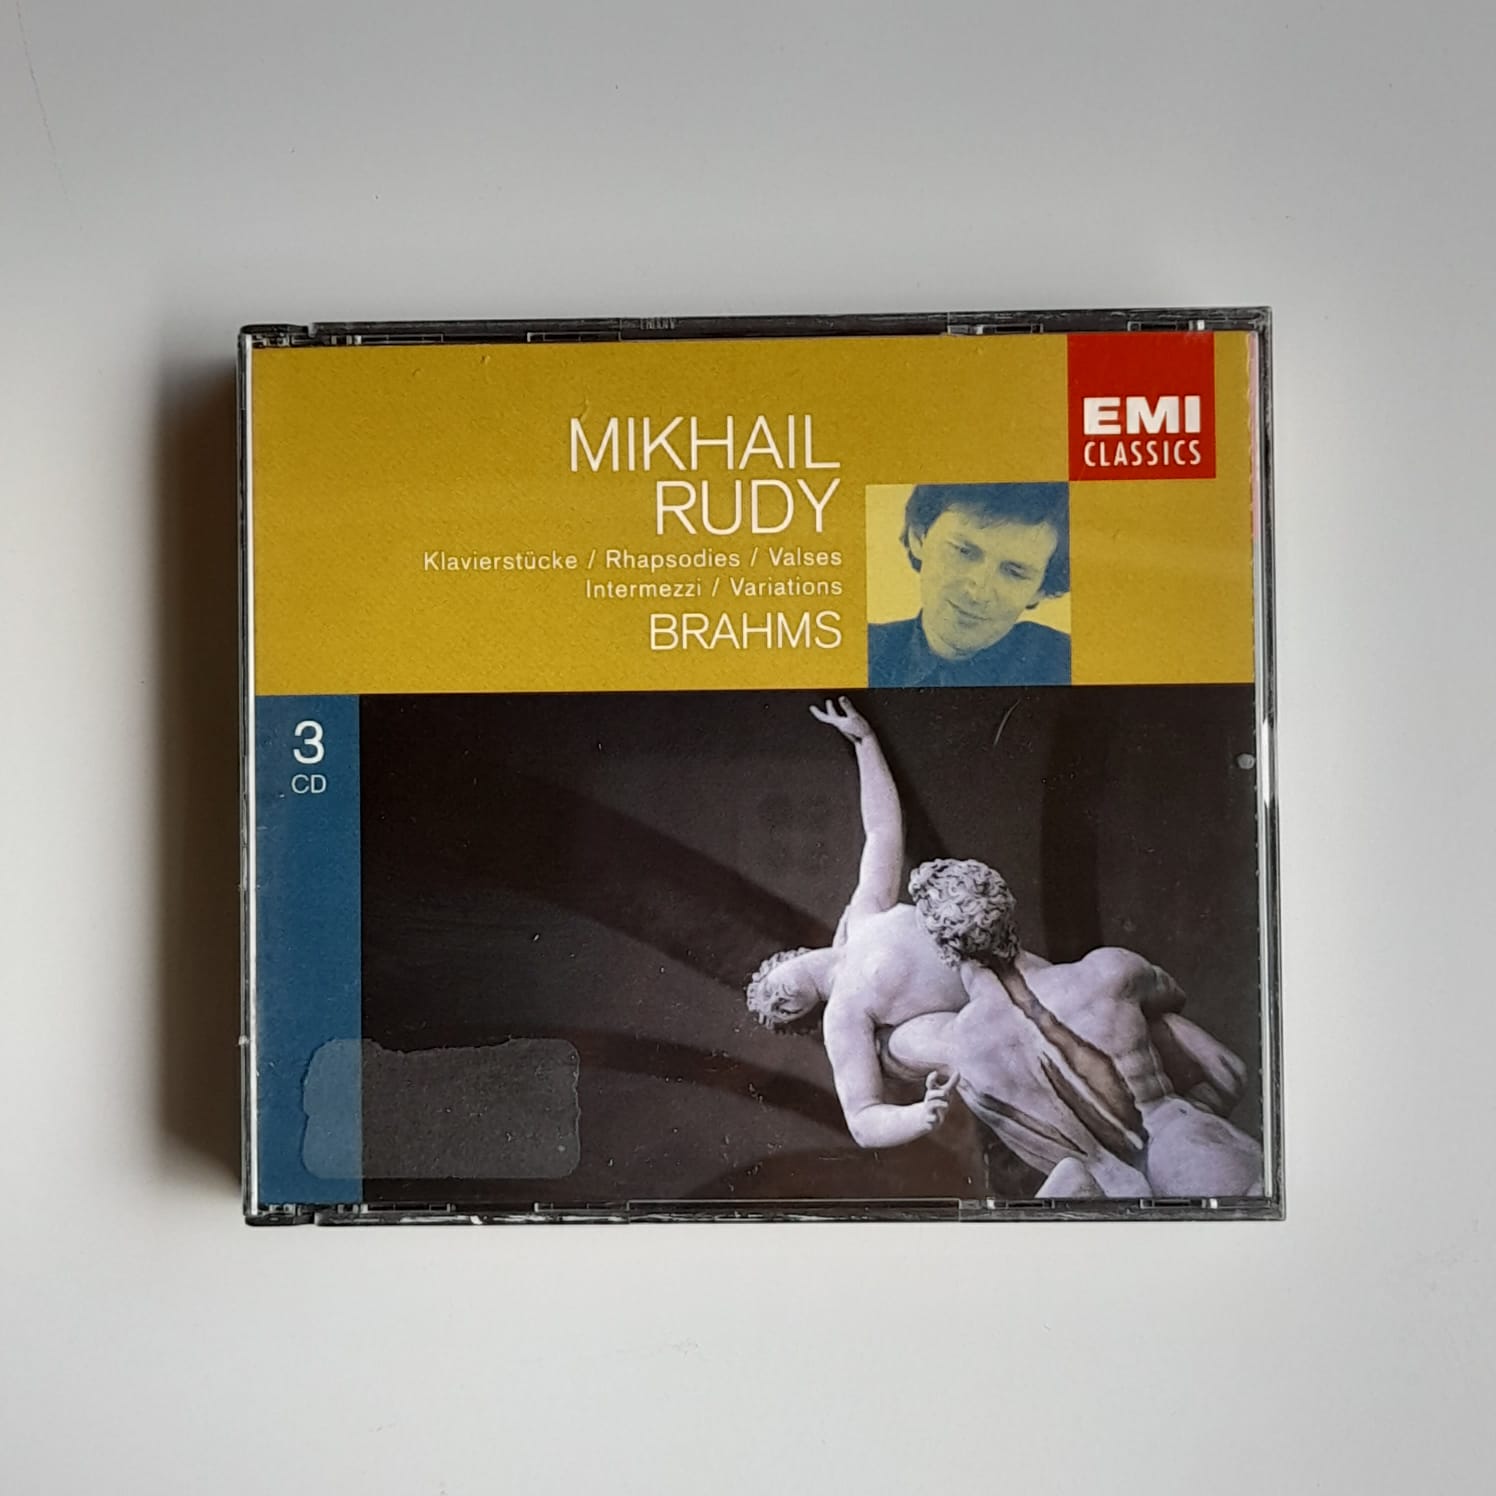 EMI
CLASSICS
MIKHAIL
RUDY
Klavierstücke / Rhapsodies / Valses
Intermezzi / Variations
BRAHMS
3
CD